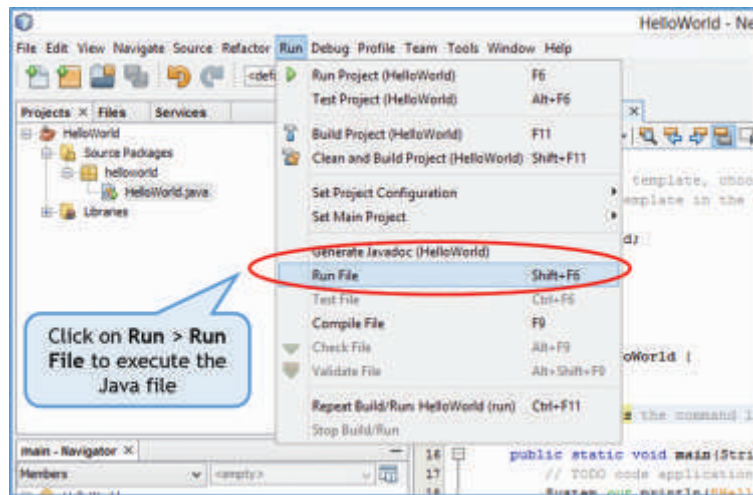 HelloWorld - Ne
File Edit View Navigate Source Refactor Run Debug Profile Team Tools Window Help
<defa
Run Project (HelloWorld) F6
Test Project (HelloWorld) Alt+F6
Projects × Files Services
Build Project (HelloWorld) F11
HelloWorld
Source Packages
Clean and Build Project (HelloWorld) Shift+F11
helloworld
template, choo
HelloWorld.java
Set Project Configuration
emplate in the
Libraries
Set Main Project
d;
Generate Javadoc (HelloWorld)
Run File Shift+F6
Test File Ctrl+F6
Click on Run > Run
File to execute the
Java file
Compile File F9
Check File Alt+F9
oWorld {
Validate File Alt+Shift+F9
Repeat Build/Run: HelloWorld (run) Ctrl+F11
the command l
Stop Build/Run
main - Navigator ×
16 public static void main(Stri
Members <empty>
17 // TODO code application
18